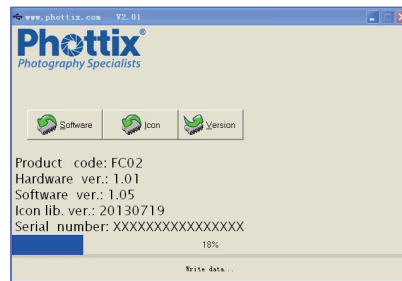 www.phottix.com V2.01
Phottix®
Photography Specialists
Software Icon Version
Product code: FC02
Hardware ver.: 1.01
Software ver.: 1.05
Icon lib. ver.: 20130719
Serial number: XXXXXXXXXXXXXXXX
18%
Write data...